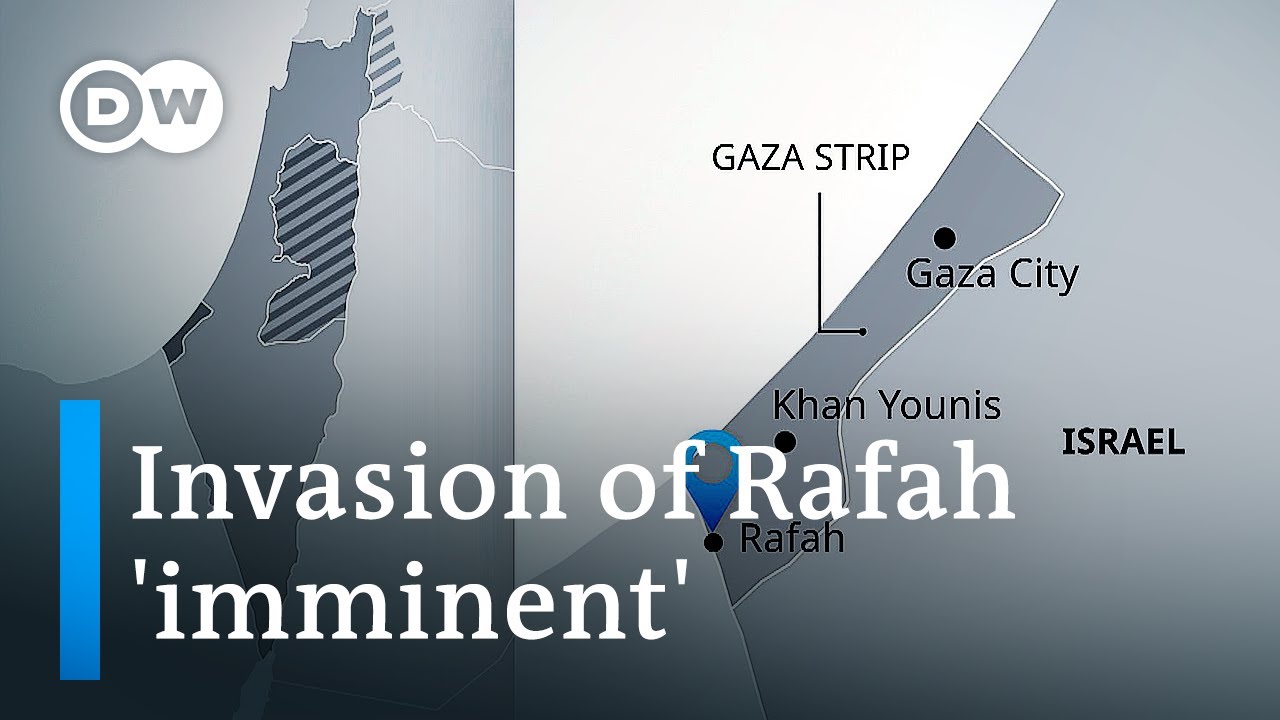 DW
GAZA STRIP
Gaza City
Khan Younis
ISRAEL
Rafah
Invasion of Rafah
'imminent'